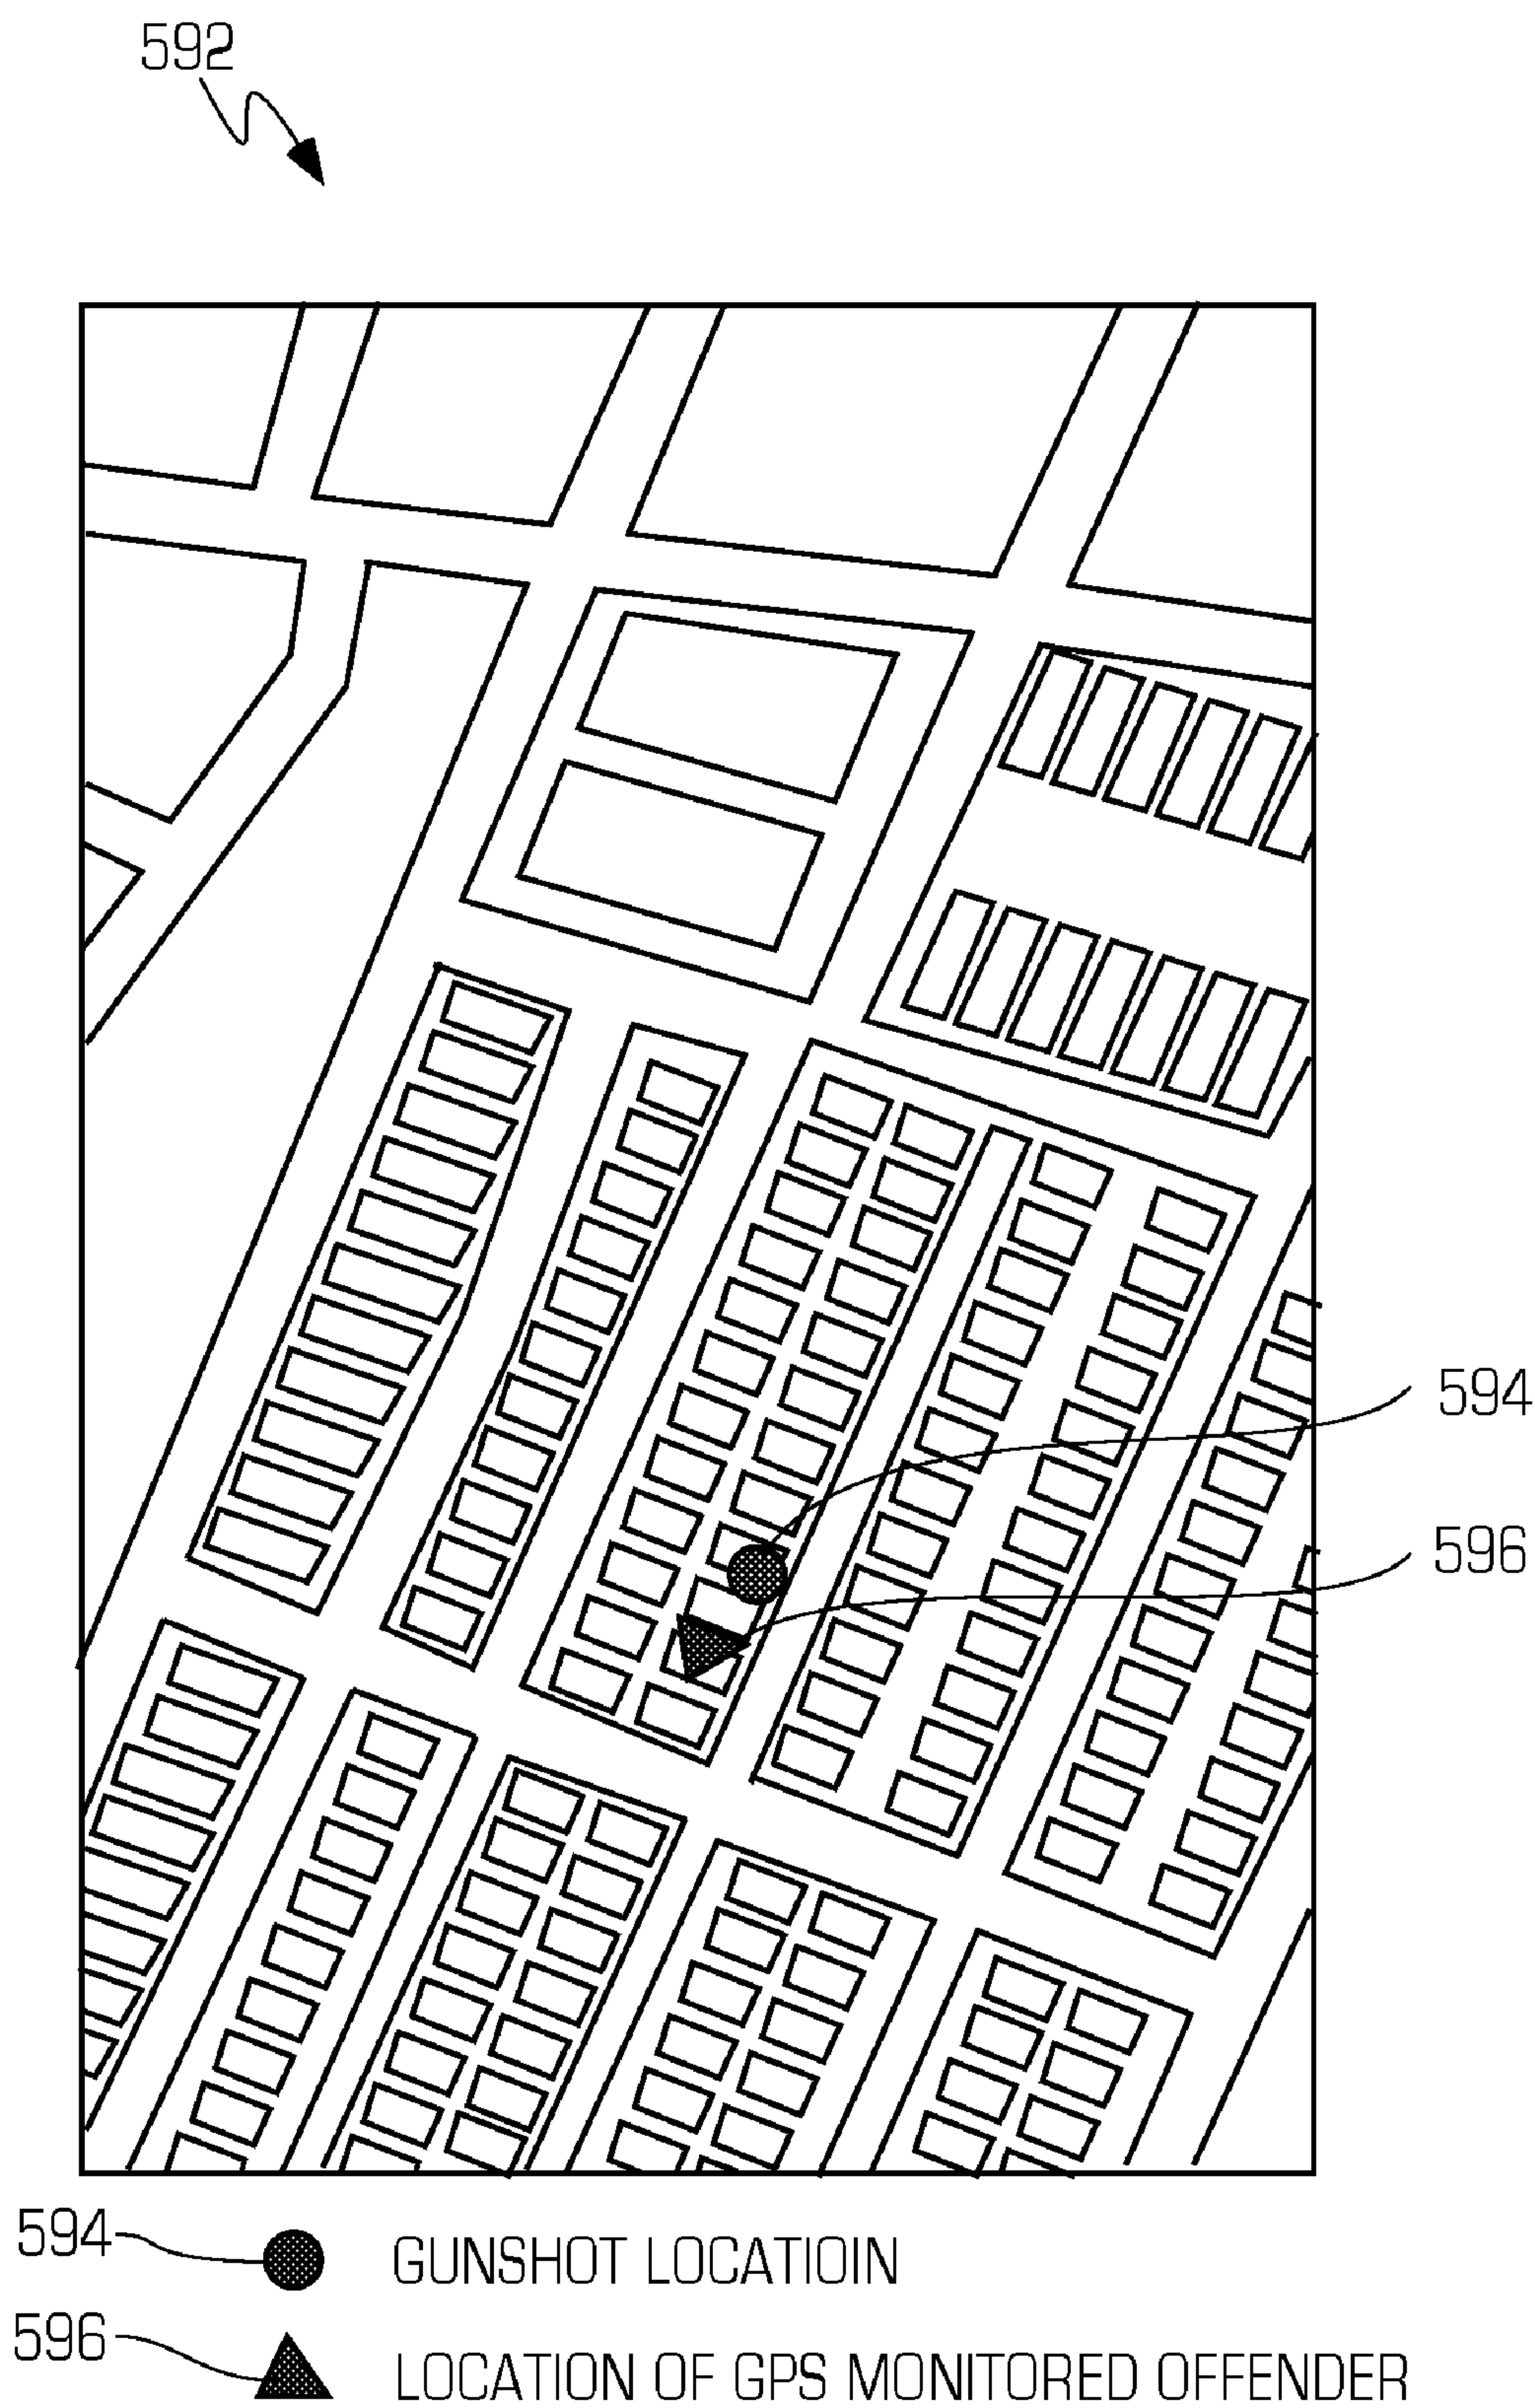 592
594
596
594
GUNSHOT LOCATIOIN
596
LOCATION OF GPS MONITORED OFFENDER